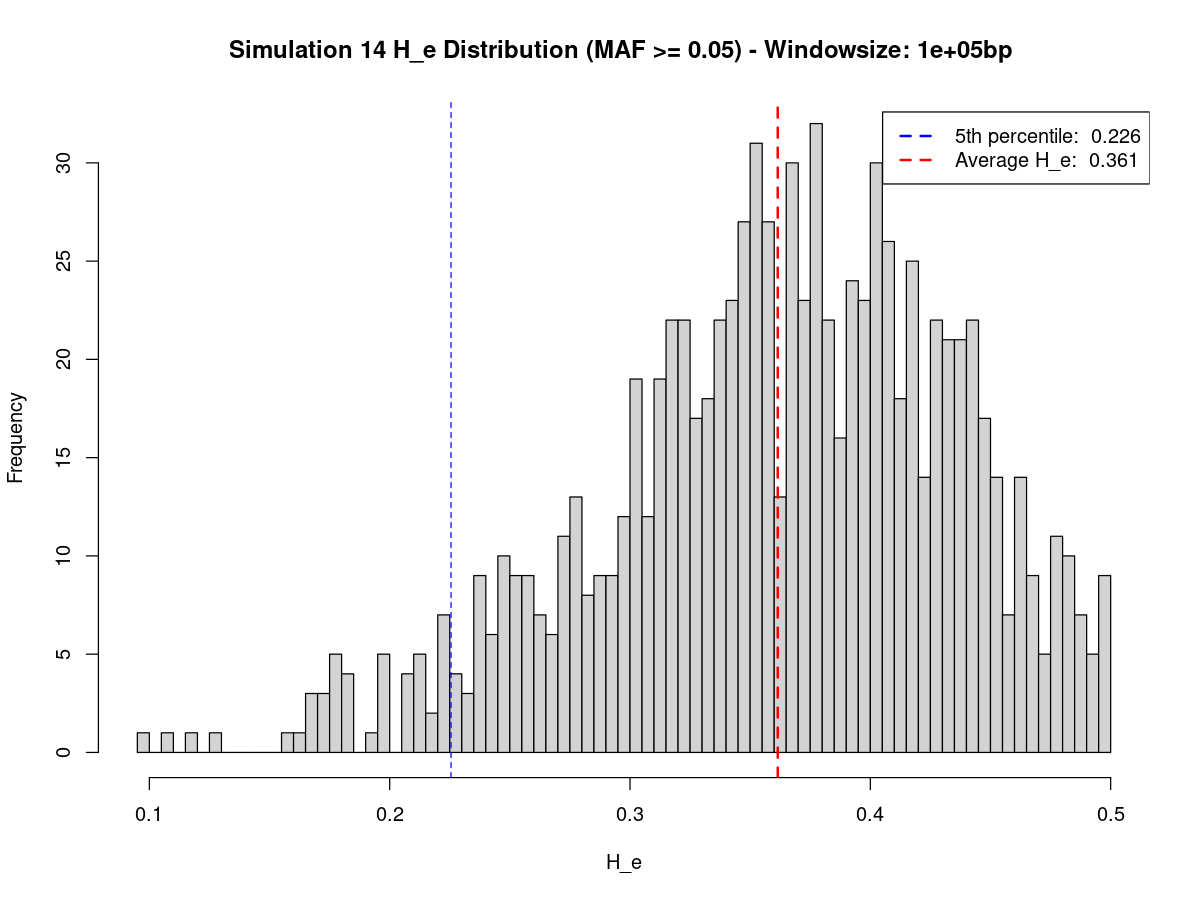 Simulation 14 H_e Distribution (MAF >= 0.05) - Windowsize: 1e+05bp
5th percentile:  0.226
Average H_e:  0.361
Frequency
30
25
20
15
10
5
0
0.1
0.2
0.3
0.4
0.5
H_e